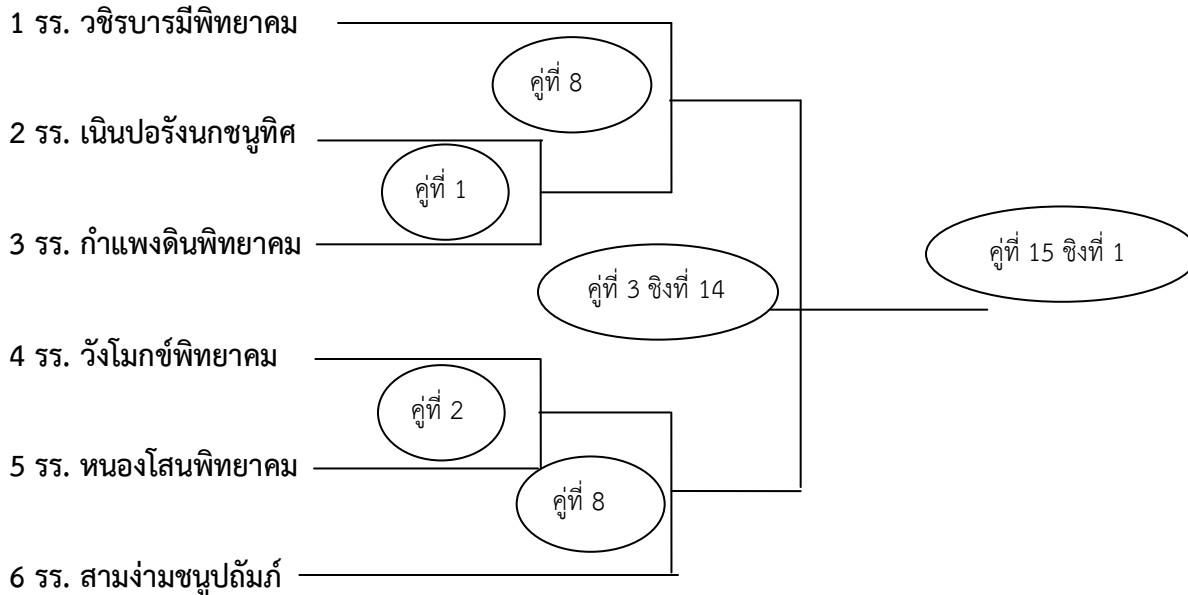 1 รร. วชิรบารมีพิทยาคม
คู่ที่ 8
2 รร. เนินปอรังนกชนูทิศ
คู่ที่ 1
3 รร. กำแพงดินพิทยาคม
คู่ที่ 15 ชิงที่ 1
คู่ที่ 3 ชิงที่ 14
4 รร. วังโมกข์พิทยาคม
คู่ที่ 2
5 รร. หนองโสนพิทยาคม
คู่ที่ 8
6 รร. สามง่ามชนูปถัมภ์